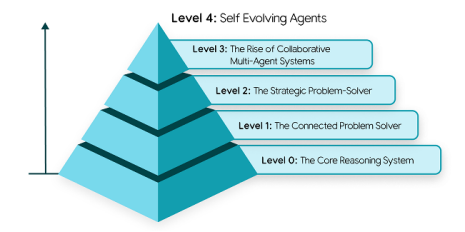 Level 4: Self Evolving Agents
Level 3: The Rise of Collaborative
Multi-Agent Systems
Level 2: The Strategic Problem-Solver
Level 1: The Connected Problem Solver
Level 0: The Core Reasoning System